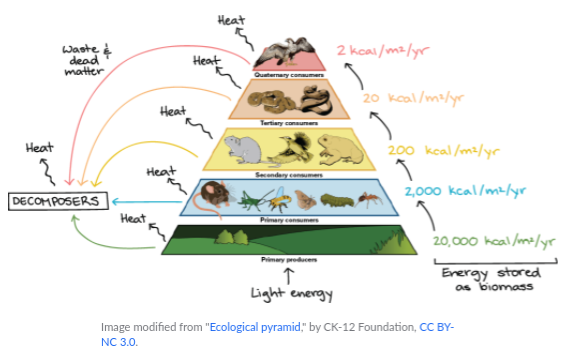 Heat
Waste &
dead
matter
2 kcal/m²/yr
Quaternary consumers
Heat
20 kcal/m²/yr
Tertiary consumers
Heat
200 kcal/m²/yr
Secondary consumers
Heat
Heat
2,000 kcal/m²/yr
DECOMPOSERS
Primary consumers
Heat
20,000 kcal/m²/yr
Primary producers
Light energy
Energy stored
as biomass
Image modified from "Ecological pyramid," by CK-12 Foundation, CC BY-
NC 3.0.